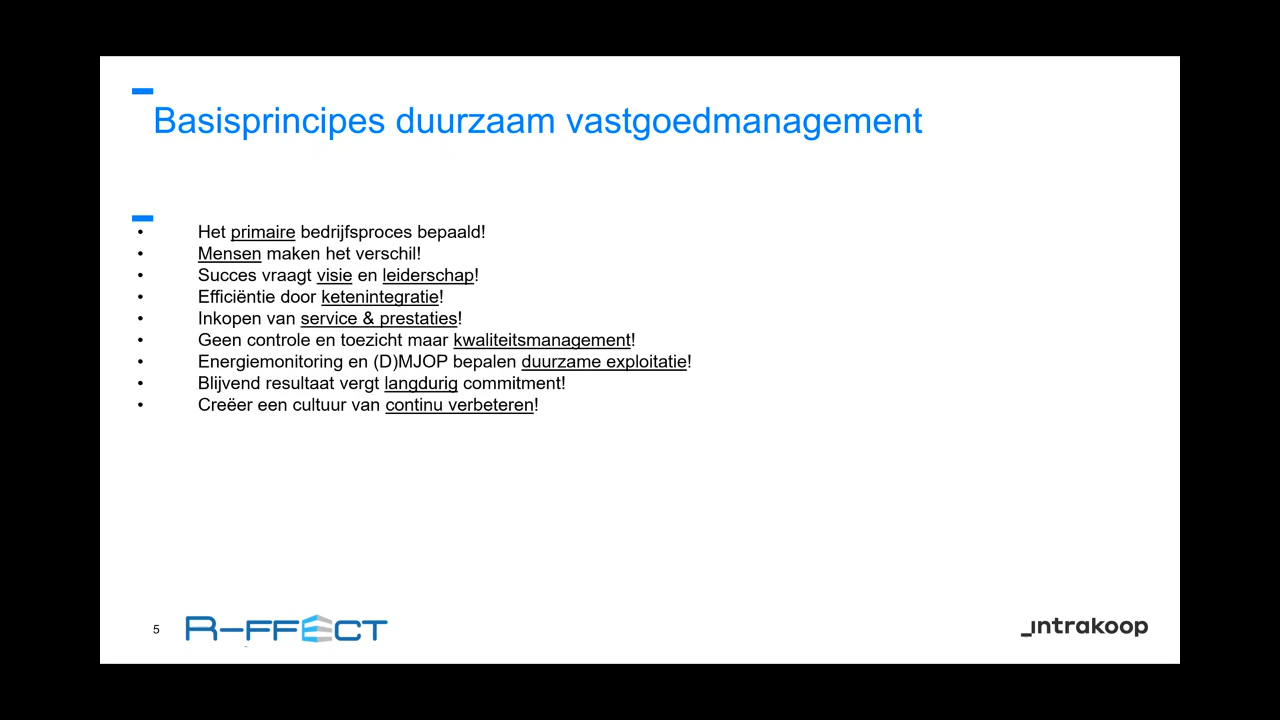 Basisprincipes duurzaam vastgoedmanagement
• Het primaire bedrijfsproces bepaald!
• Mensen maken het verschil!
• Succes vraagt visie en leiderschap!
• Efficiëntie door ketenintegratie!
• Inkopen van service & prestaties!
• Geen controle en toezicht maar kwaliteitsmanagement!
• Energiemonitoring en (D)MJOP bepalen duurzame exploitatie!
• Blijvend resultaat vergt langdurig commitment!
• Creëer een cultuur van continu verbeteren!
5
R-FFECT
_intrakoop